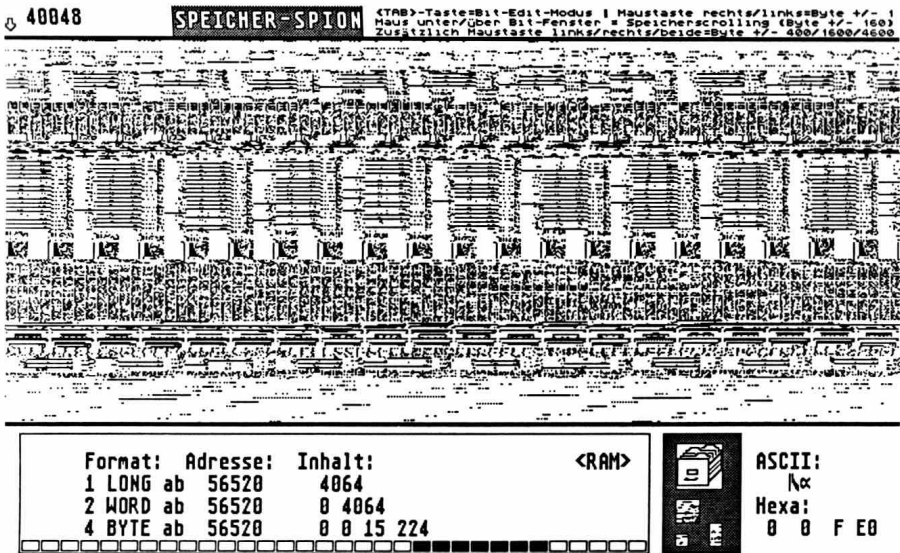 40048
SPEICHER-SPION
<TAB>-Taste=Bit-Edit-Modus | Maustaste rechts/links=Byte +/- 1
Maus unter/über Bit-Fenster = Speicherscrolling (Byte +/- 160)
Zusätzlich Maustaste links/rechts/beide=Byte +/- 400/1600/4600
Format: Adresse: Inhalt: <RAM>
1 LONG ab 56520 4064
2 WORD ab 56520 0 4064
4 BYTE ab 56520 0 0 15 224
ASCII:
α
Hexa:
0 0 F E0